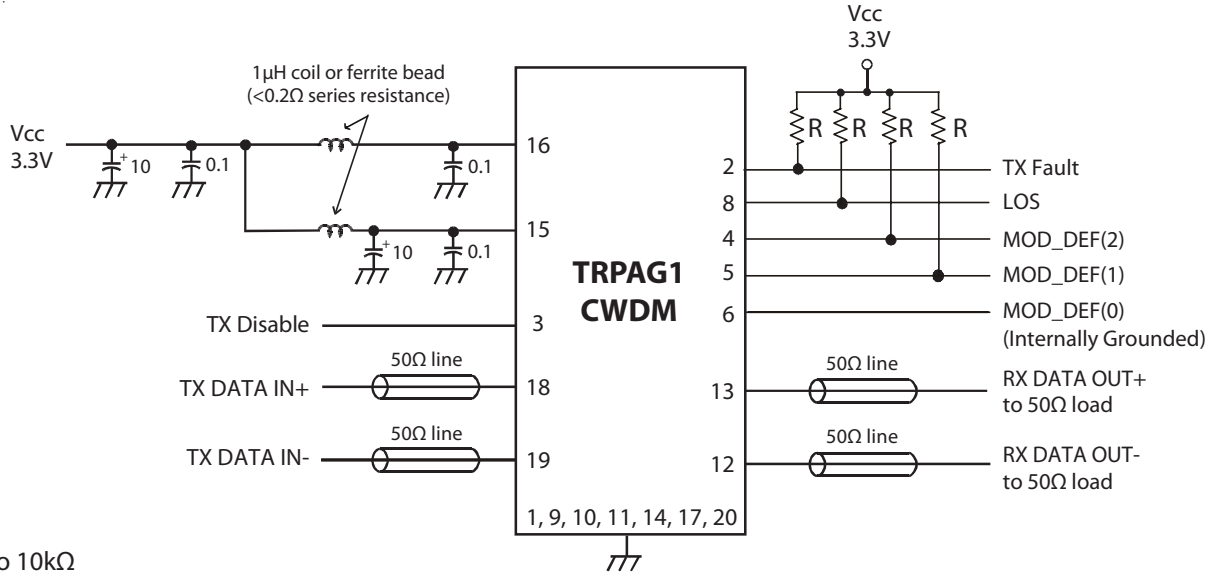 Vcc
3.3V
1µH coil or ferrite bead
(<0.2Ω series resistance)
Vcc
3.3V
+
10
0.1
0.1
+
10
0.1
R
R
R
R
16
15
3
18
19
TRPAG1
CWDM
2
8
4
5
6
13
12
1, 9, 10, 11, 14, 17, 20
TX Disable
TX DATA IN+
50Ω line
TX DATA IN-
50Ω line
TX Fault
LOS
MOD_DEF(2)
MOD_DEF(1)
MOD_DEF(0)
(Internally Grounded)
50Ω line
RX DATA OUT+
to 50Ω load
50Ω line
RX DATA OUT-
to 50Ω load
10kΩ